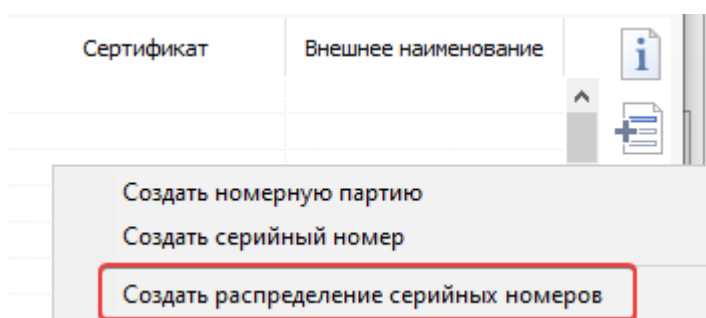 Сертификат Внешнее наименование
Создать номерную партию
Создать серийный номер
Создать распределение серийных номеров